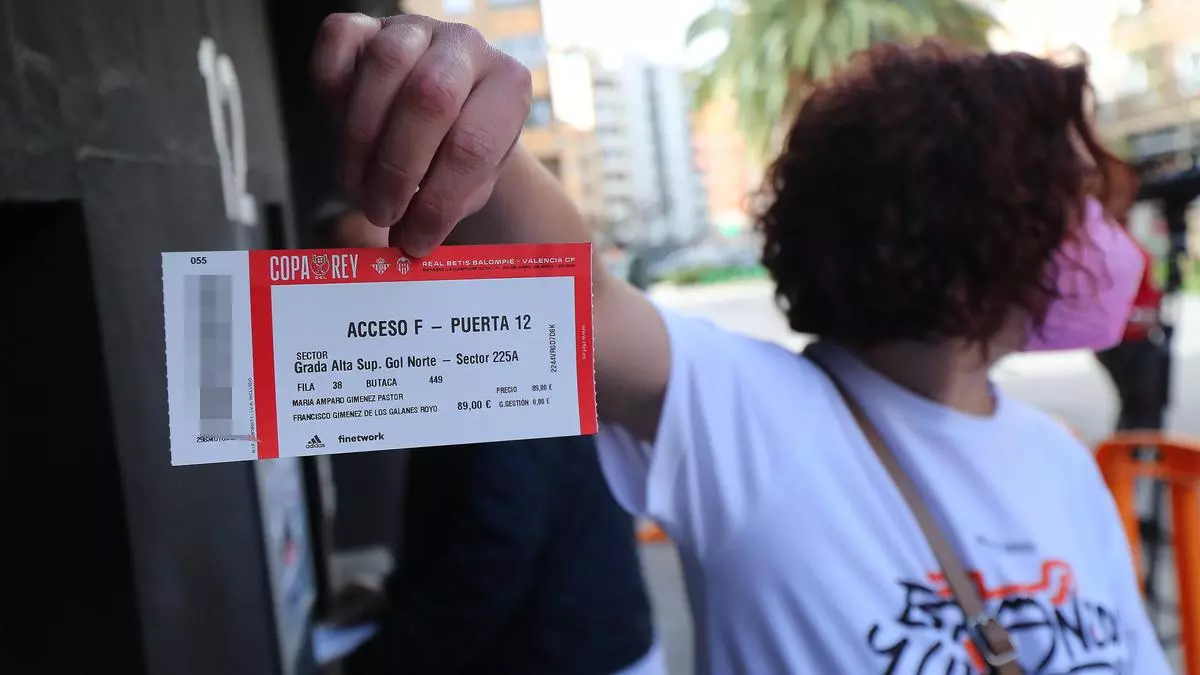 055
COPA DEL REY
REAL BETIS BALOMPIÉ - VALENCIA CF
ACCESO F – PUERTA 12
SECTOR
Grada Alta Sup. Gol Norte – Sector 225A
FILA 38 BUTACA 449
MARIA AMPARO GIMENEZ PASTOR
PRECIO 89,00 €
FRANCISCO GIMENEZ DE LOS GALANES ROYO
89,00 € G.GESTIÓN 0,00 €
adidas finetwork